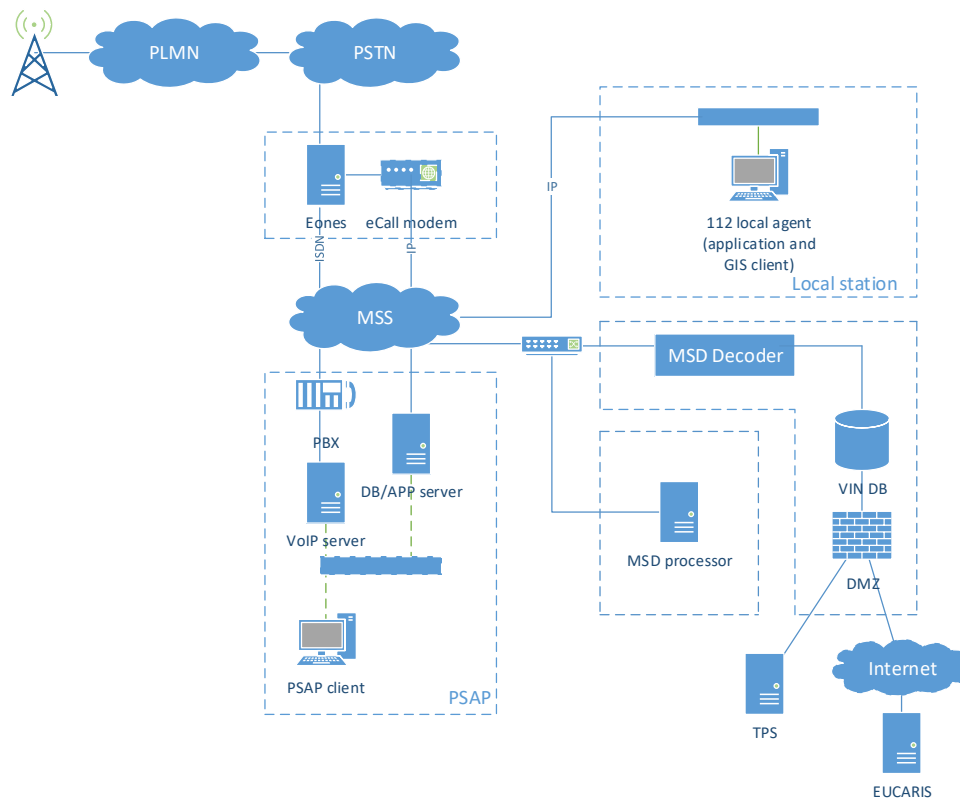 PLMN
PSTN
Eones
eCall modem
ISDN
IP
IP
112 local agent
(application and
GIS client)
Local station
MSS
MSD Decoder
PBX
DB/APP server
VoIP server
VIN DB
MSD processor
DMZ
PSAP client
PSAP
Internet
TPS
EUCARIS